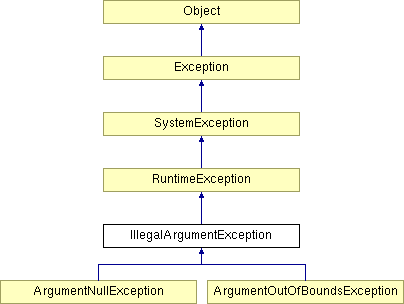 Object
Exception
SystemException
RuntimeException
IllegalArgumentException
ArgumentNullException
ArgumentOutOfBoundsException